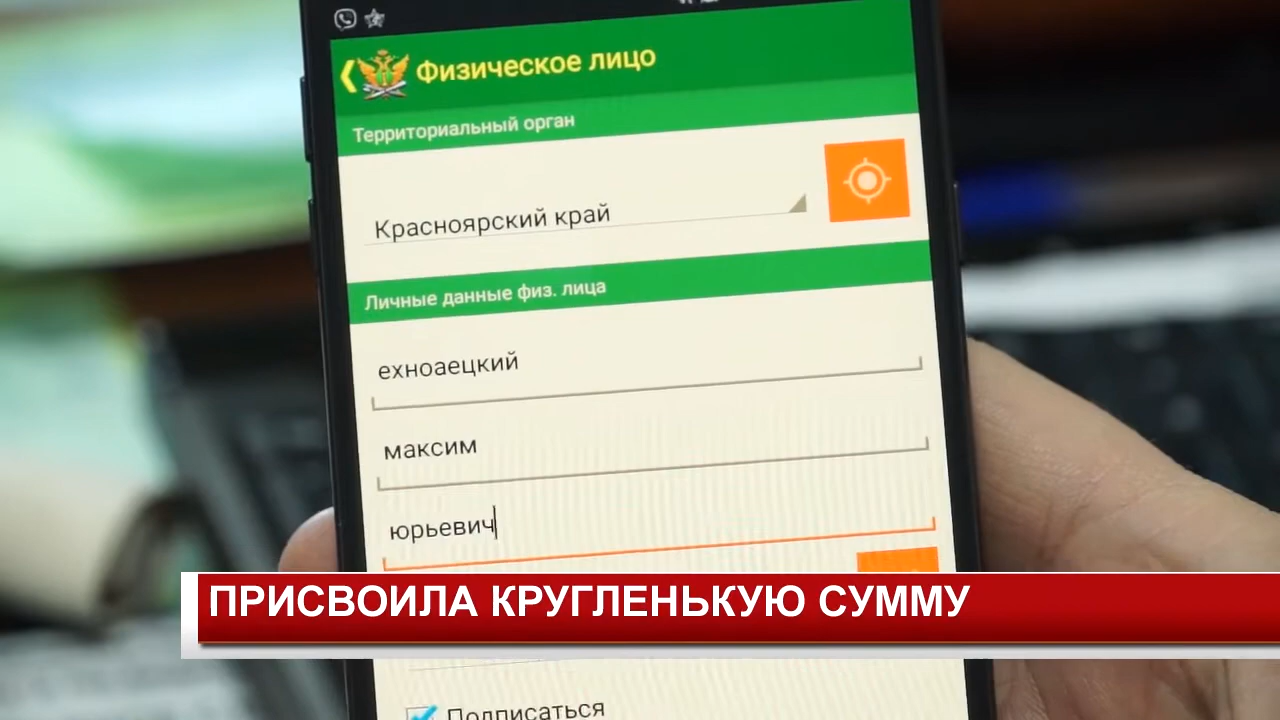 Физическое лицо
Территориальный орган
Красноярский край
Личные данные физ. лица
ехноаецкий
максим
юрьевич
ПРИСВОИЛА КРУГЛЕНЬКУЮ СУММУ
Подписаться